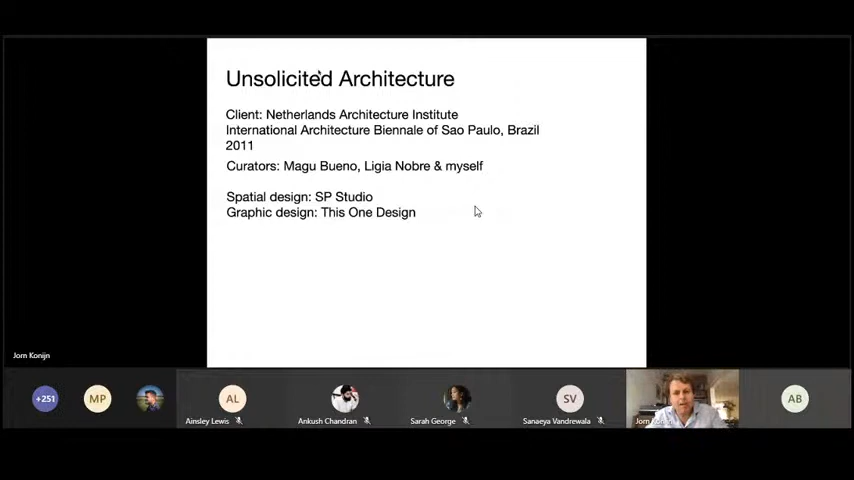 Unsolicited Architecture
Client: Netherlands Architecture Institute
International Architecture Biennale of Sao Paulo, Brazil
2011
Curators: Magu Bueno, Ligia Nobre & myself
Spatial design: SP Studio
Graphic design: This One Design
Jorn Konijn
+251
MP
AL
SV
AB
Ainsley Lewis
Ankush Chandran
Sarah George
Sanaeya Vandrewala
Jorn Konijn